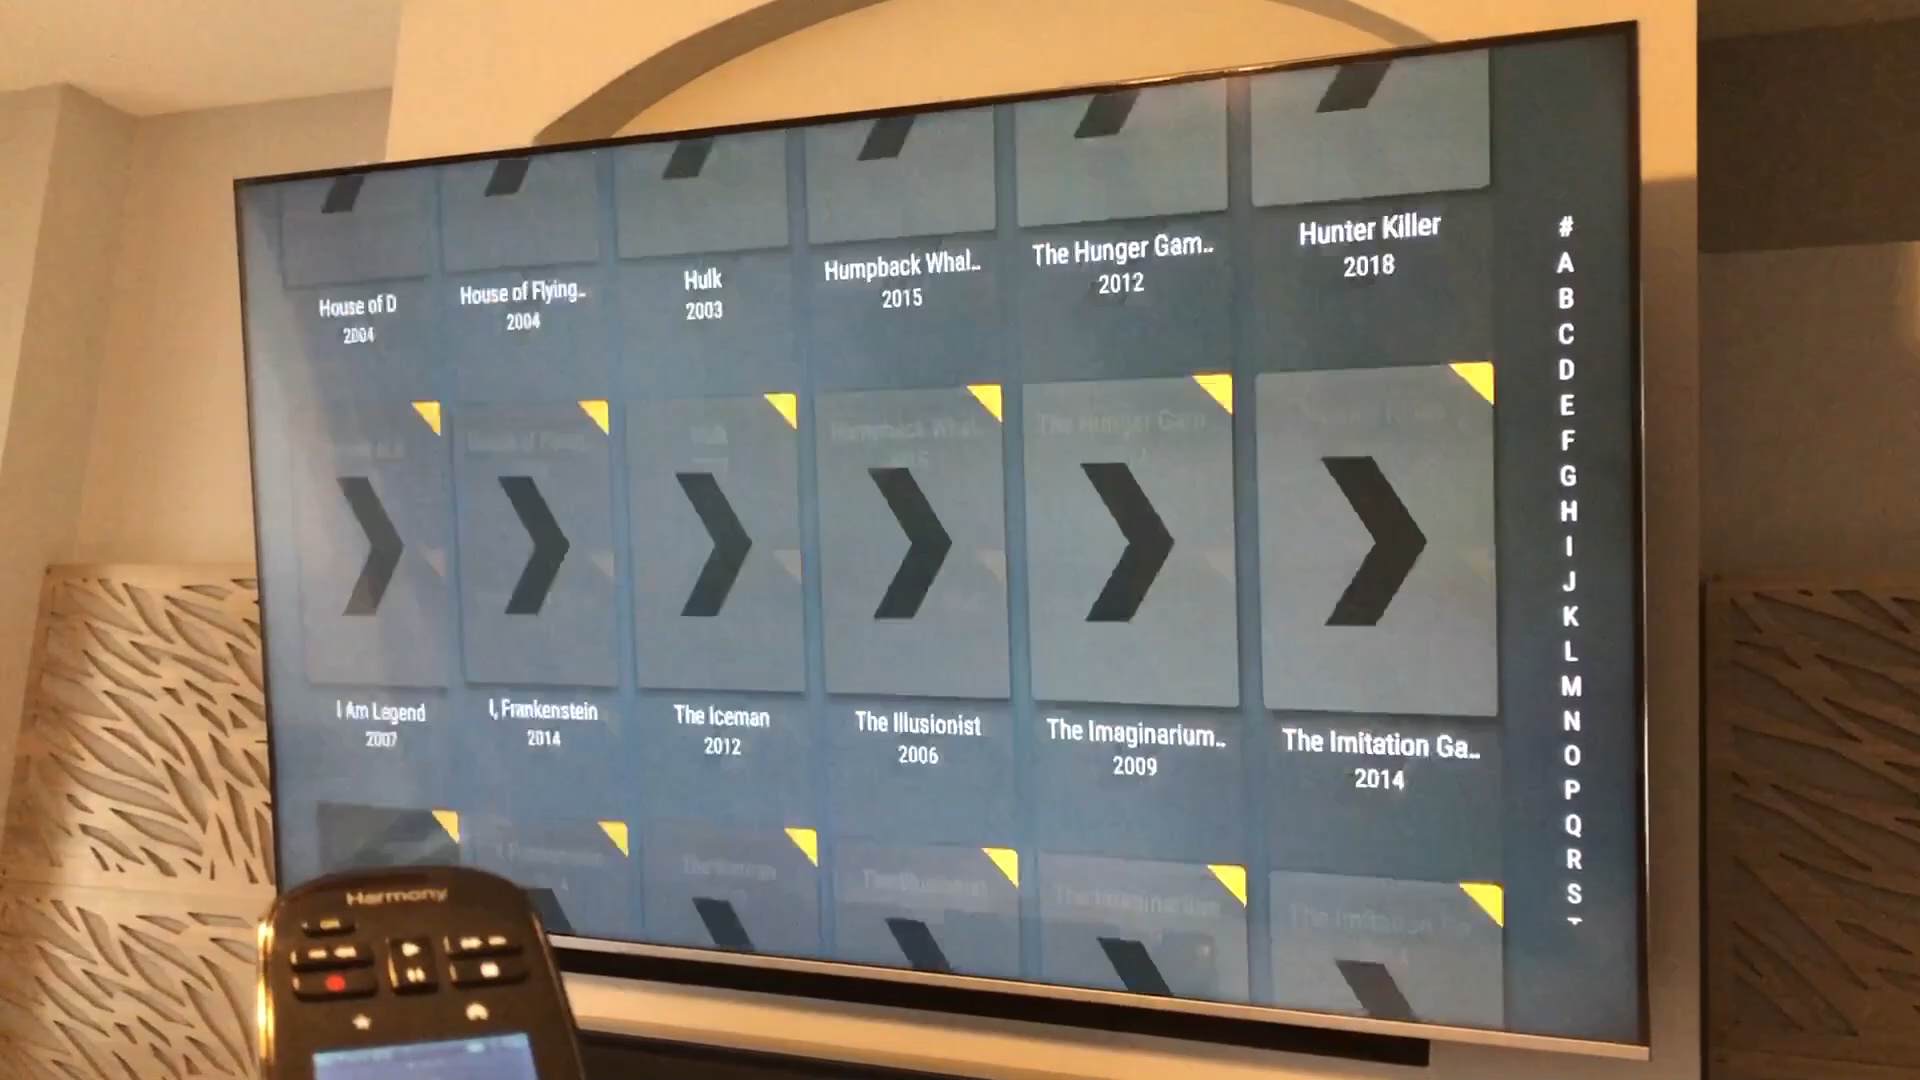 House of D
2004
House of Flying..
2004
Hulk
2003
Humpback Whal..
2015
The Hunger Gam..
2012
Hunter Killer
2018
I Am Legend
2007
I, Frankenstein
2014
The Iceman
2012
The Illusionist
2006
The Imaginarium..
2009
The Imitation Ga..
2014
#
A
B
C
D
E
F
G
H
I
J
K
L
M
N
O
P
Q
R
S
Harmony